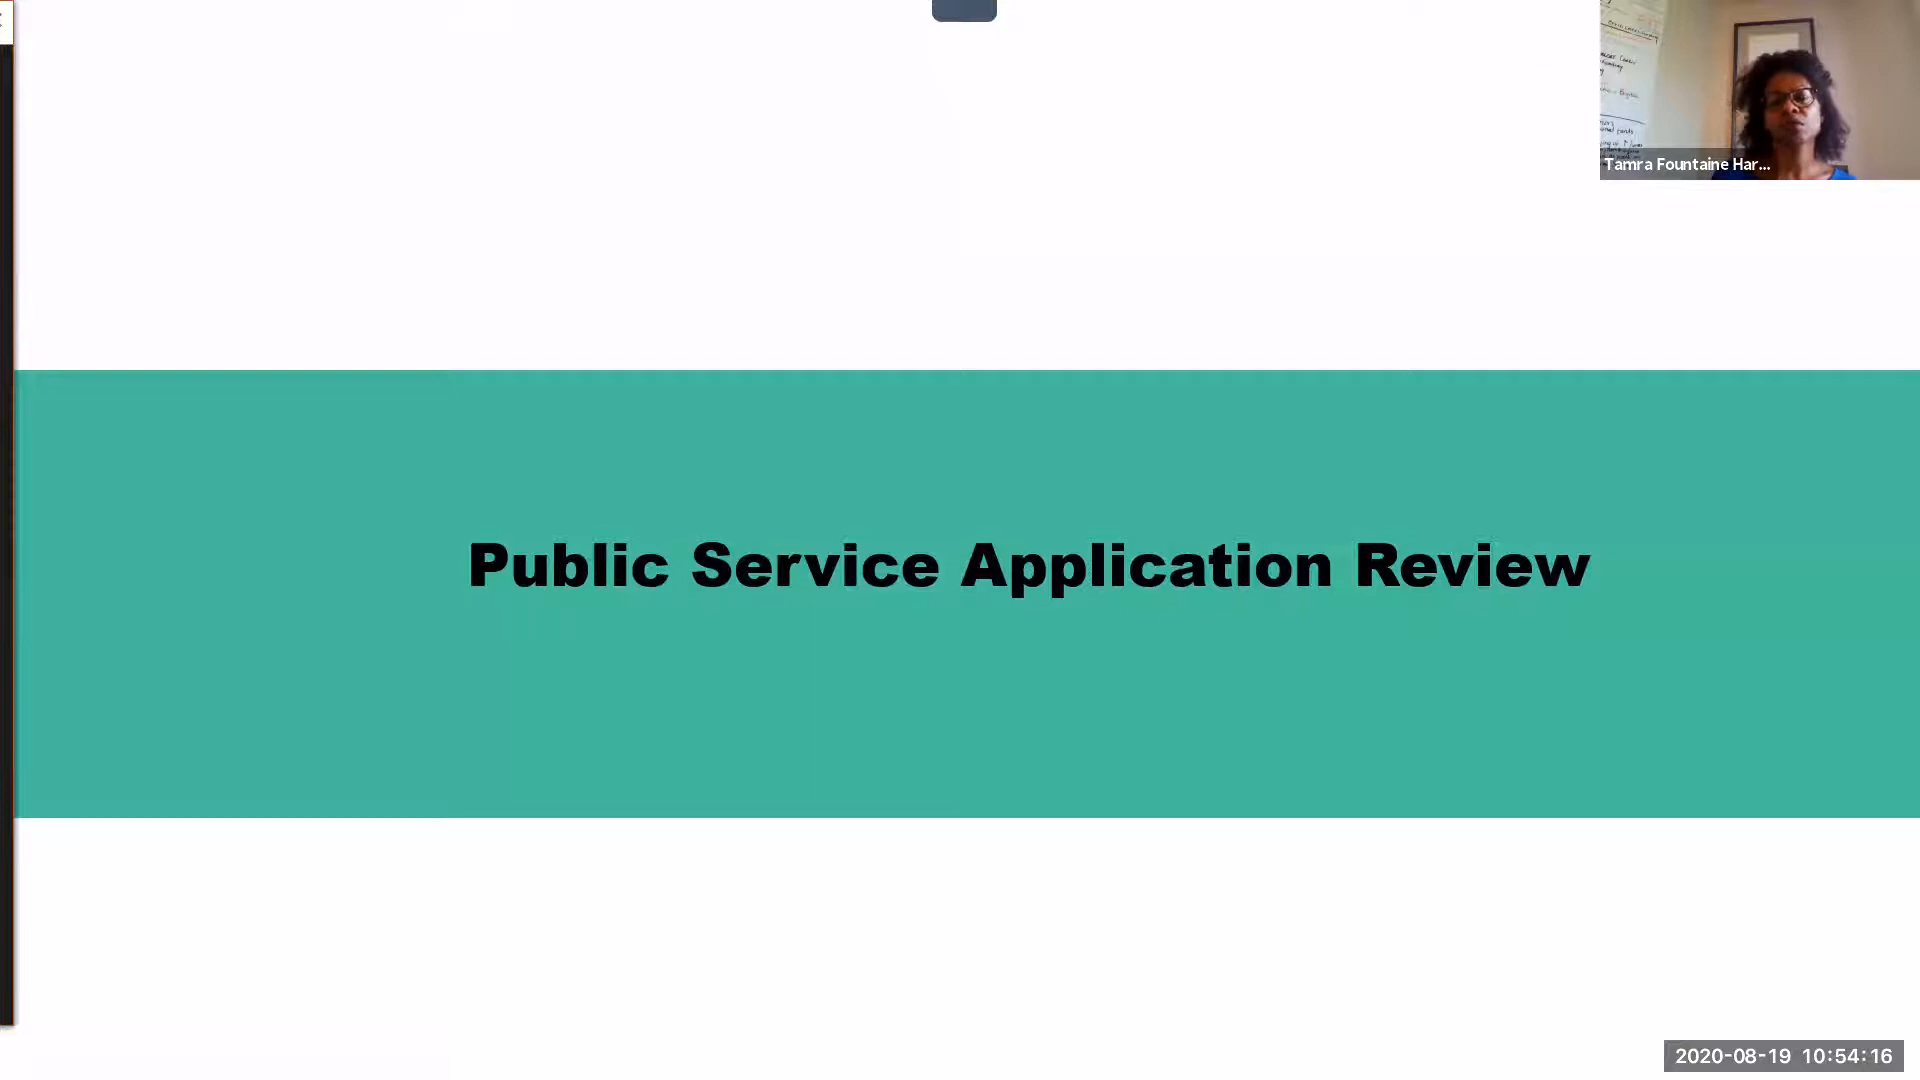 Tamra Fountaine Har...
Public Service Application Review
2020-08-19 10:54:16